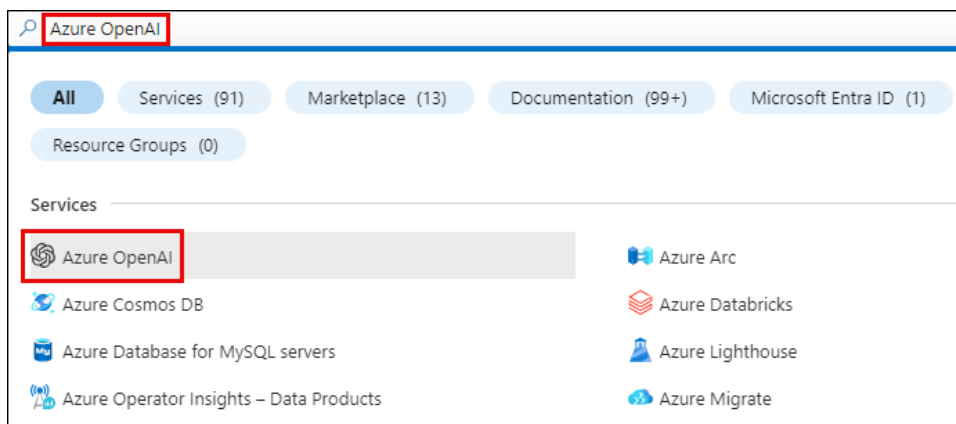 Azure OpenAI
All Services (91) Marketplace (13) Documentation (99+) Microsoft Entra ID (1)
Resource Groups (0)
Services
Azure OpenAI Azure Arc
Azure Cosmos DB Azure Databricks
My Azure Database for MySQL servers Azure Lighthouse
Azure Operator Insights – Data Products Azure Migrate